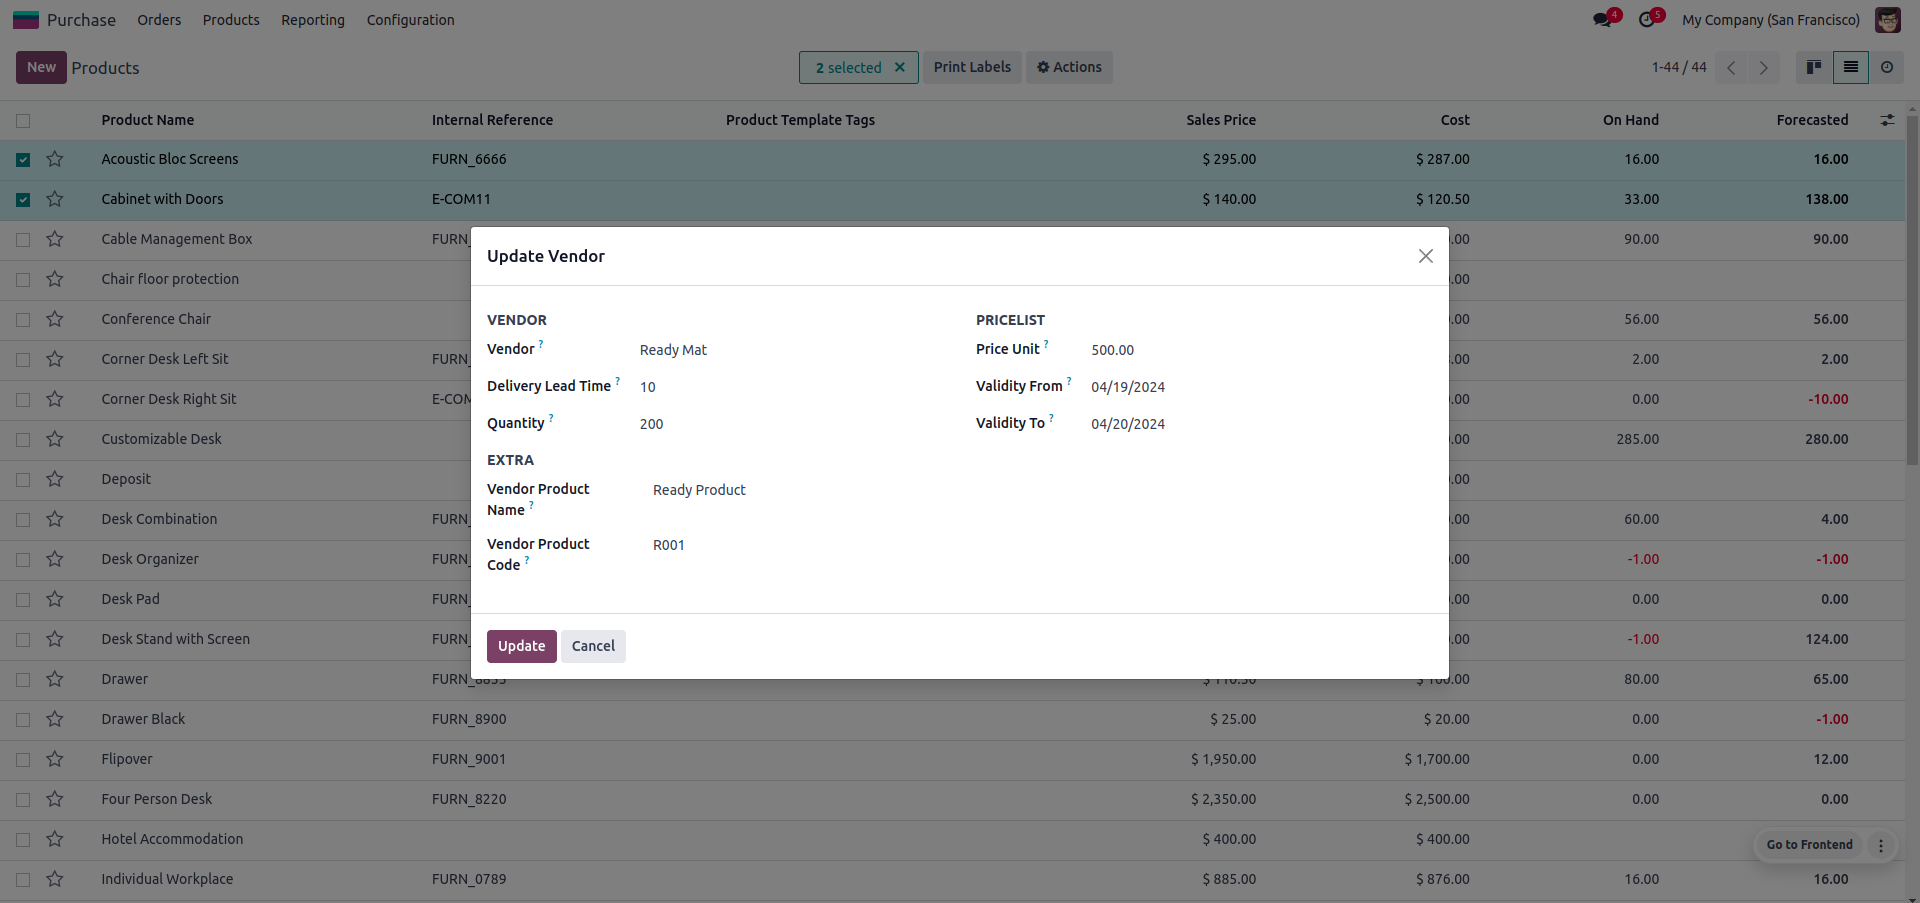 Purchase Orders Products Reporting Configuration 4 5 My Company (San Francisco)
New Products 2 selected ✕ Print Labels Actions 1-44 / 44
Product Name Internal Reference Product Template Tags Sales Price Cost On Hand Forecasted
Acoustic Bloc Screens FURN_6666 $ 295.00 $ 287.00 16.00 16.00
Cabinet with Doors E-COM11 $ 140.00 $ 120.50 33.00 138.00
Cable Management Box FURN_ .00 90.00 90.00
Chair floor protection .00
Conference Chair .00 56.00 56.00
Corner Desk Left Sit FURN_ .00 2.00 2.00
Corner Desk Right Sit E-COM .00 0.00 -10.00
Customizable Desk .00 285.00 280.00
Deposit .00
Desk Combination FURN_ .00 60.00 4.00
Desk Organizer FURN_ .00 -1.00 -1.00
Desk Pad FURN_ .00 0.00 0.00
Desk Stand with Screen FURN_ .00 -1.00 124.00
Drawer 80.00 65.00
Drawer Black FURN_8900 $ 25.00 $ 20.00 0.00 -1.00
Flipover FURN_9001 $ 1,950.00 $ 1,700.00 0.00 12.00
Four Person Desk FURN_8220 $ 2,350.00 $ 2,500.00 0.00 0.00
Hotel Accommodation $ 400.00 $ 400.00
Individual Workplace FURN_0789 $ 885.00 $ 876.00 16.00 16.00
Update Vendor
VENDOR
Vendor ? Ready Mat
Delivery Lead Time ? 10
Quantity ? 200
PRICELIST
Price Unit ? 500.00
Validity From ? 04/19/2024
Validity To ? 04/20/2024
EXTRA
Vendor Product
Name ? Ready Product
Vendor Product
Code ? R001
Update Cancel
Go to Frontend